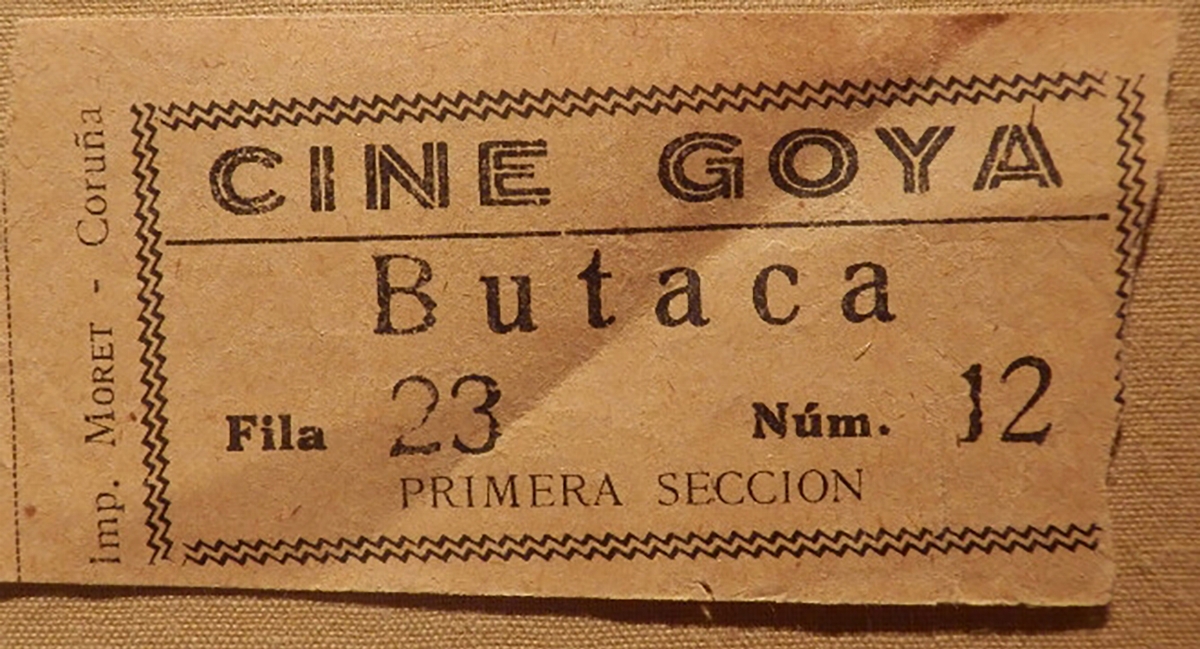 CINE GOYA
Butaca
Fila 23 Núm. 12
PRIMERA SECCION
Imp. MORET - Coruña